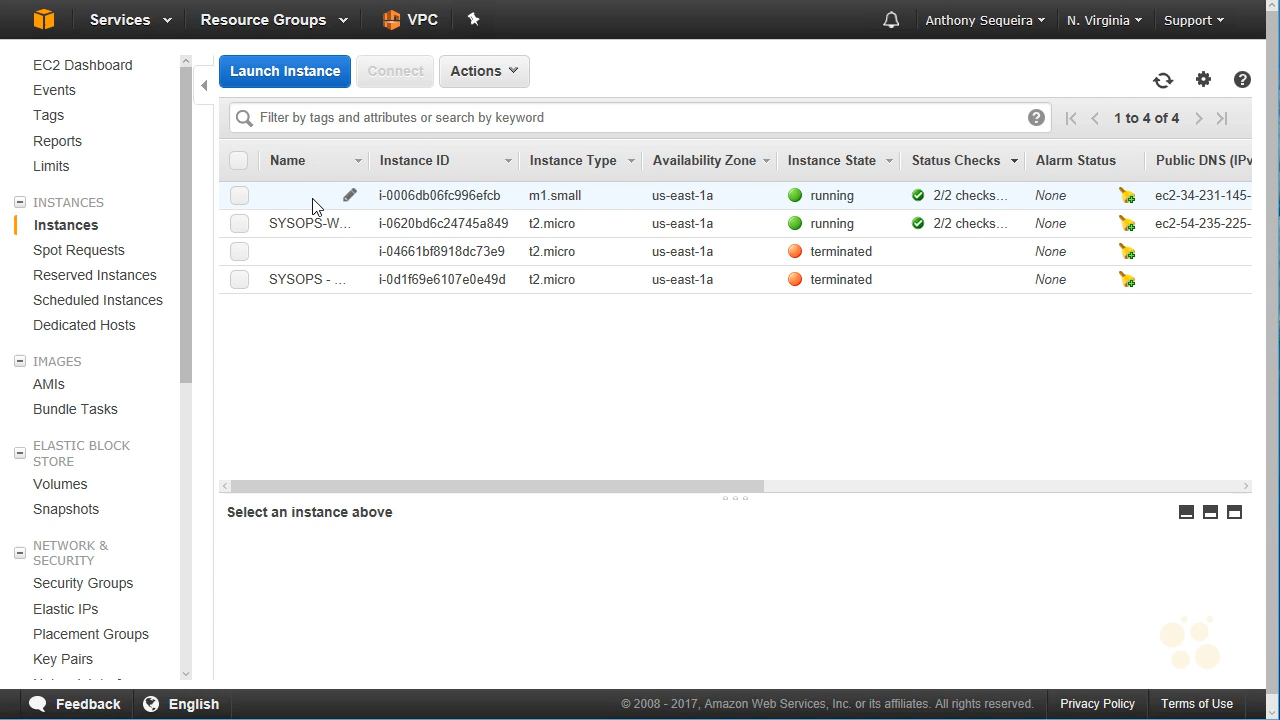 Services
Resource Groups
VPC
Anthony Sequeira
N. Virginia
Support
EC2 Dashboard
Events
Tags
Reports
Limits
INSTANCES
Instances
Spot Requests
Reserved Instances
Scheduled Instances
Dedicated Hosts
IMAGES
AMIs
Bundle Tasks
ELASTIC BLOCK
STORE
Volumes
Snapshots
NETWORK &
SECURITY
Security Groups
Elastic IPs
Placement Groups
Key Pairs
Launch Instance
Connect
Actions
Filter by tags and attributes or search by keyword
1 to 4 of 4
Name Instance ID Instance Type Availability Zone Instance State Status Checks Alarm Status Public DNS (IPv
i-0006db06fc996efcb m1.small us-east-1a running 2/2 checks... None ec2-34-231-145-
SYSOPS-W... i-0620bd6c24745a849 t2.micro us-east-1a running 2/2 checks... None ec2-54-235-225-
i-04661bf8918dc73e9 t2.micro us-east-1a terminated None
SYSOPS - ... i-0d1f69e6107e0e49d t2.micro us-east-1a terminated None
Select an instance above
Feedback
English
© 2008 - 2017, Amazon Web Services, Inc. or its affiliates. All rights reserved.
Privacy Policy
Terms of Use